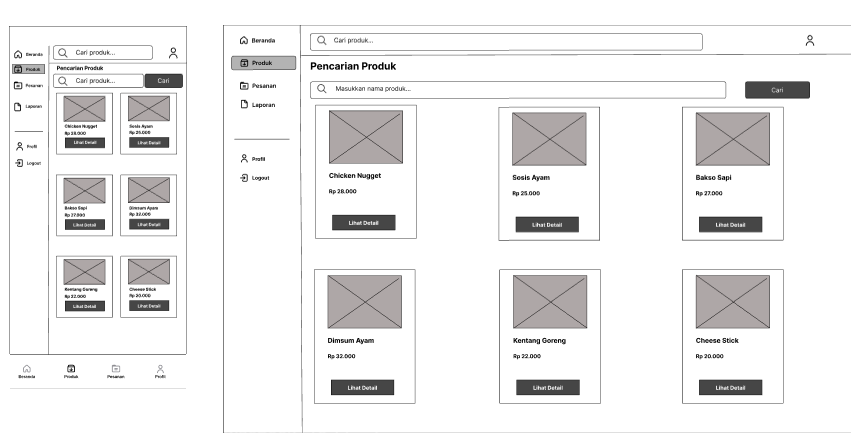 Beranda
Cari produk...
Produk
Pencarian Produk
Cari produk...
Cari
Pesanan
Laporan
Profil
Logout
Chicken Nugget
Rp 28.000
Lihat Detail
Sosis Ayam
Rp 25.000
Lihat Detail
Bakso Sapi
Rp 27.000
Lihat Detail
Dimsum Ayam
Rp 32.000
Lihat Detail
Kentang Goreng
Rp 22.000
Lihat Detail
Cheese Stick
Rp 20.000
Lihat Detail
Beranda
Produk
Pesanan
Profil
Beranda
Cari produk...
Produk
Pencarian Produk
Pesanan
Masukkan nama produk...
Cari
Laporan
Profil
Logout
Chicken Nugget
Rp 28.000
Lihat Detail
Sosis Ayam
Rp 25.000
Lihat Detail
Bakso Sapi
Rp 27.000
Lihat Detail
Dimsum Ayam
Rp 32.000
Lihat Detail
Kentang Goreng
Rp 22.000
Lihat Detail
Cheese Stick
Rp 20.000
Lihat Detail